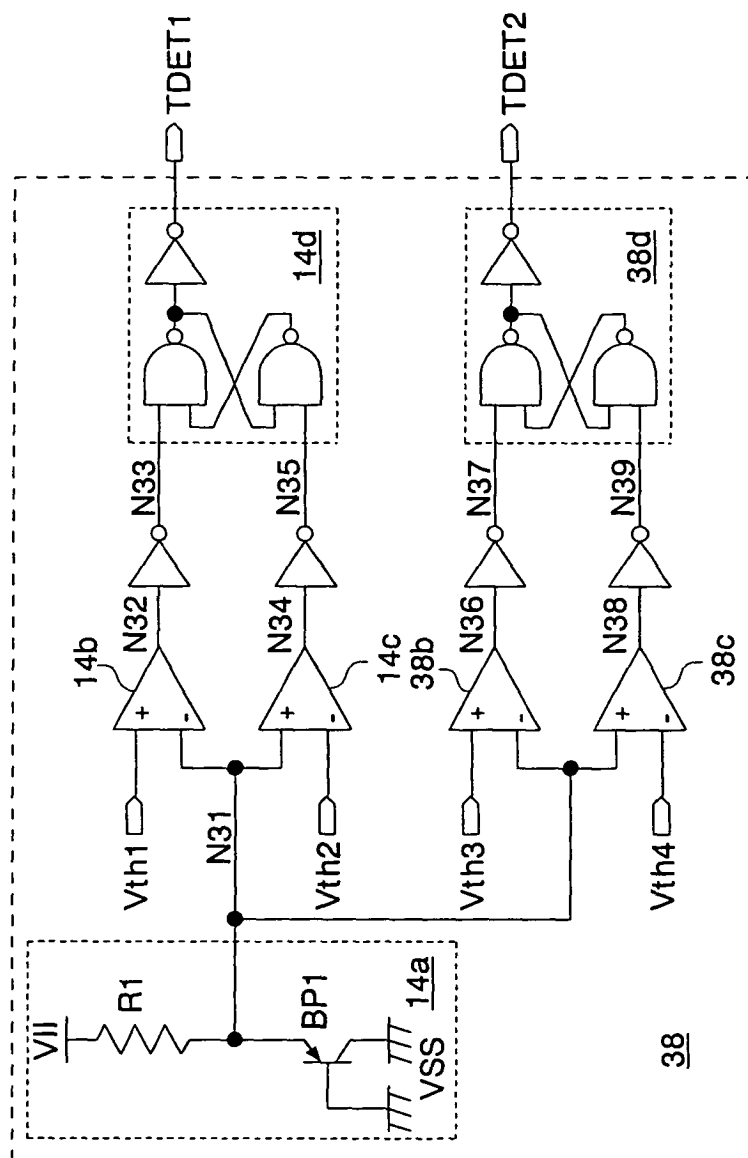 VII
R1
BP1
VSS
14a
38
N31
Vth1
Vth2
Vth3
Vth4
+
-
+
-
+
-
+
-
14b
14c
38b
38c
N32
N34
N36
N38
N33
N35
N37
N39
14d
38d
TDET1
TDET2